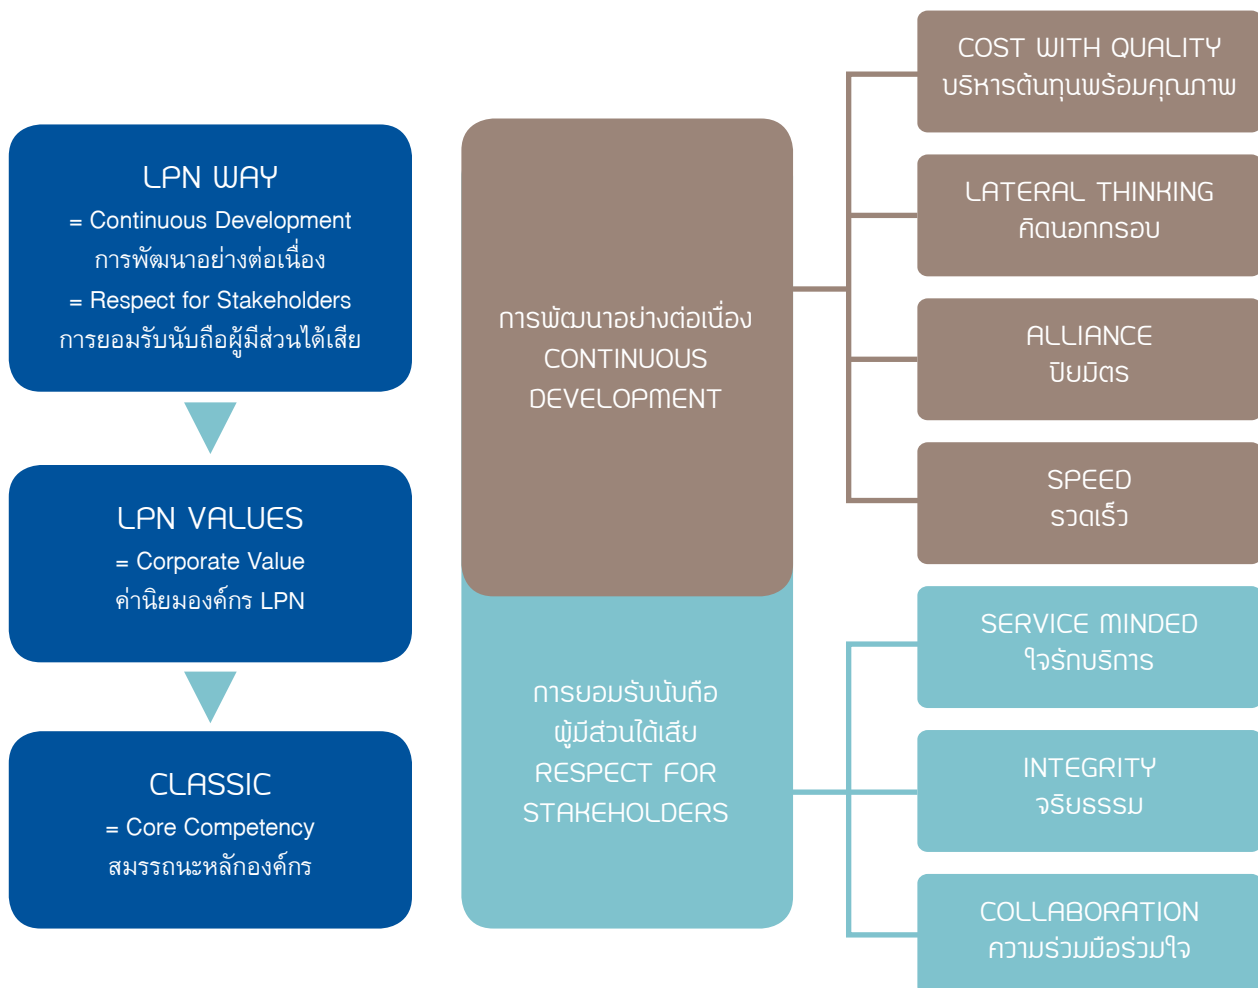 LPN WAY
= Continuous Development
การพัฒนาอย่างต่อเนื่อง
= Respect for Stakeholders
การยอมรับนับถือผู้มีส่วนได้เสีย
LPN VALUES
= Corporate Value
ค่านิยมองค์กร LPN
CLASSIC
= Core Competency
สมรรถนะหลักองค์กร
การพัฒนาอย่างต่อเนื่อง
CONTINUOUS
DEVELOPMENT
การยอมรับนับถือ
ผู้มีส่วนได้เสีย
RESPECT FOR
STAKEHOLDERS
COST WITH QUALITY
บริหารต้นทุนพร้อมคุณภาพ
LATERAL THINKING
คิดนอกกรอบ
ALLIANCE
ปิยมิตร
SPEED
รวดเร็ว
SERVICE MINDED
ใจรักบริการ
INTEGRITY
จริยธรรม
COLLABORATION
ความร่วมมือร่วมใจ